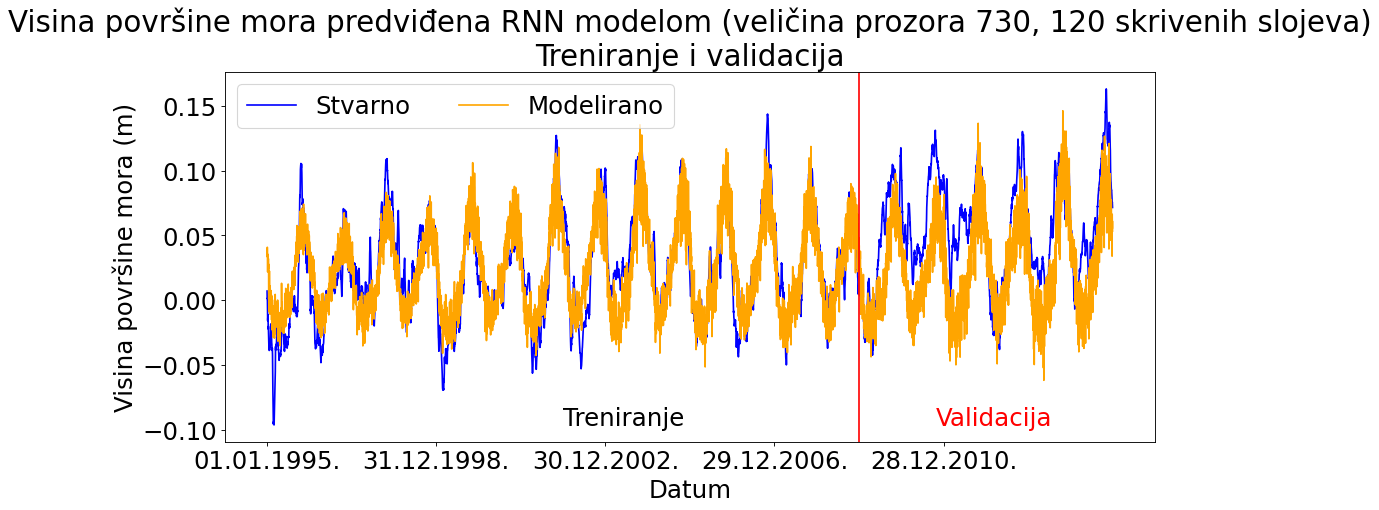 Visina površine mora predviđena RNN modelom (veličina prozora 730, 120 skrivenih slojeva)
Treniranje i validacija
Stvarno
Modelirano
Visina površine mora (m)
0.15
0.10
0.05
0.00
−0.05
−0.10
Treniranje
Validacija
01.01.1995.
31.12.1998.
30.12.2002.
29.12.2006.
28.12.2010.
Datum